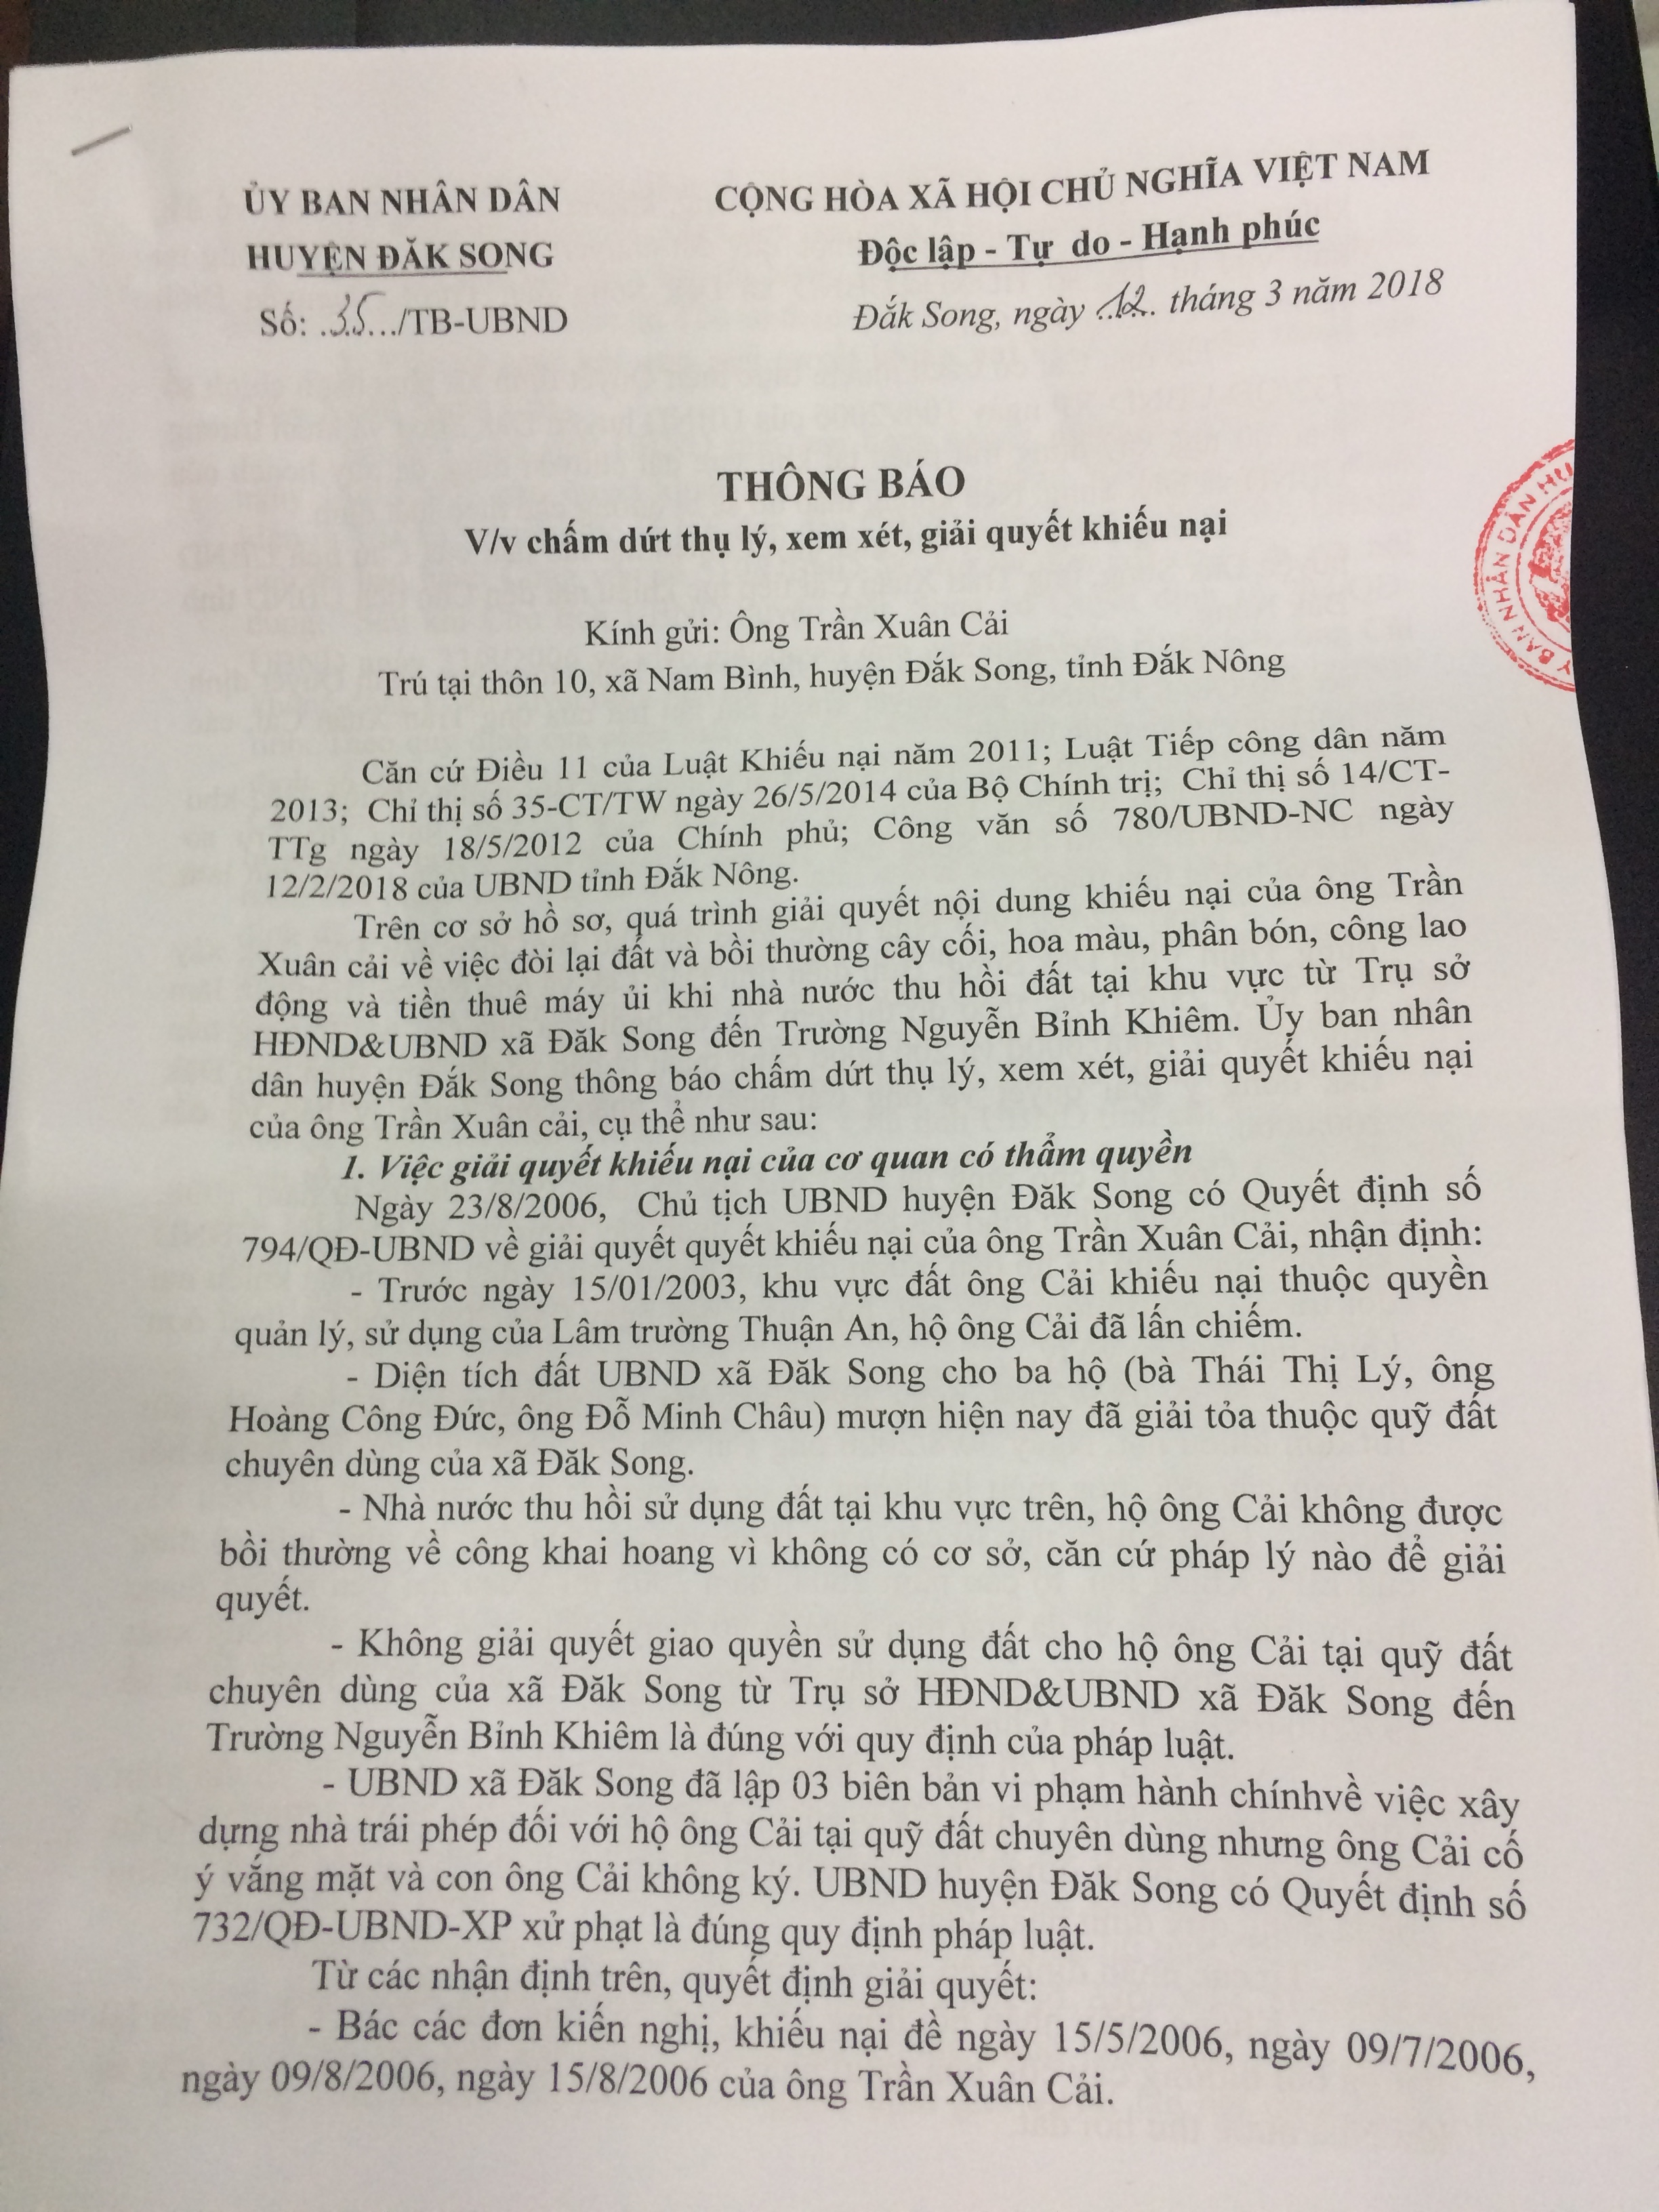 ỦY BAN NHÂN DÂN
HUYỆN ĐĂK SONG
Số: .35.../TB-UBND
CỘNG HÒA XÃ HỘI CHỦ NGHĨA VIỆT NAM
Độc lập - Tự do - Hạnh phúc
Đắk Song, ngày .12.. tháng 3 năm 2018
THÔNG BÁO
V/v chấm dứt thụ lý, xem xét, giải quyết khiếu nại
Y BAN NHÂN DÂN HU
Kính gửi: Ông Trần Xuân Cải
Trú tại thôn 10, xã Nam Bình, huyện Đắk Song, tỉnh Đắk Nông
Căn cứ Điều 11 của Luật Khiếu nại năm 2011; Luật Tiếp công dân năm
2013; Chỉ thị số 35-CT/TW ngày 26/5/2014 của Bộ Chính trị; Chỉ thị số 14/CT-
TTg ngày 18/5/2012 của Chính phủ; Công văn số 780/UBND-NC ngày
12/2/2018 của UBND tỉnh Đắk Nông.
Trên cơ sở hồ sơ, quá trình giải quyết nội dung khiếu nại của ông Trần
Xuân cải về việc đòi lại đất và bồi thường cây cối, hoa màu, phân bón, công lao
động và tiền thuê máy ủi khi nhà nước thu hồi đất tại khu vực từ Trụ sở
HĐND&UBND xã Đăk Song đến Trường Nguyễn Bỉnh Khiêm. Ủy ban nhân
dân huyện Đắk Song thông báo chấm dứt thụ lý, xem xét, giải quyết khiếu nại
của ông Trần Xuân cải, cụ thể như sau:
1. Việc giải quyết khiếu nại của cơ quan có thẩm quyền
Ngày 23/8/2006, Chủ tịch UBND huyện Đăk Song có Quyết định số
794/QĐ-UBND về giải quyết quyết khiếu nại của ông Trần Xuân Cải, nhận định:
- Trước ngày 15/01/2003, khu vực đất ông Cải khiếu nại thuộc quyền
quản lý, sử dụng của Lâm trường Thuận An, hộ ông Cải đã lấn chiếm.
- Diện tích đất UBND xã Đăk Song cho ba hộ (bà Thái Thị Lý, ông
Hoàng Công Đức, ông Đỗ Minh Châu) mượn hiện nay đã giải tỏa thuộc quỹ đất
chuyên dùng của xã Đăk Song.
- Nhà nước thu hồi sử dụng đất tại khu vực trên, hộ ông Cải không được
bồi thường về công khai hoang vì không có cơ sở, căn cứ pháp lý nào để giải
quyết.
- Không giải quyết giao quyền sử dụng đất cho hộ ông Cải tại quỹ đất
chuyên dùng của xã Đăk Song từ Trụ sở HĐND&UBND xã Đăk Song đến
Trường Nguyễn Bỉnh Khiêm là đúng với quy định của pháp luật.
- UBND xã Đăk Song đã lập 03 biên bản vi phạm hành chínhvề việc xây
dựng nhà trái phép đối với hộ ông Cải tại quỹ đất chuyên dùng nhưng ông Cải cố
ý vắng mặt và con ông Cải không ký. UBND huyện Đăk Song có Quyết định số
732/QĐ-UBND-XP xử phạt là đúng quy định pháp luật.
Từ các nhận định trên, quyết định giải quyết:
- Bác các đơn kiến nghị, khiếu nại đề ngày 15/5/2006, ngày 09/7/2006,
ngày 09/8/2006, ngày 15/8/2006 của ông Trần Xuân Cải.